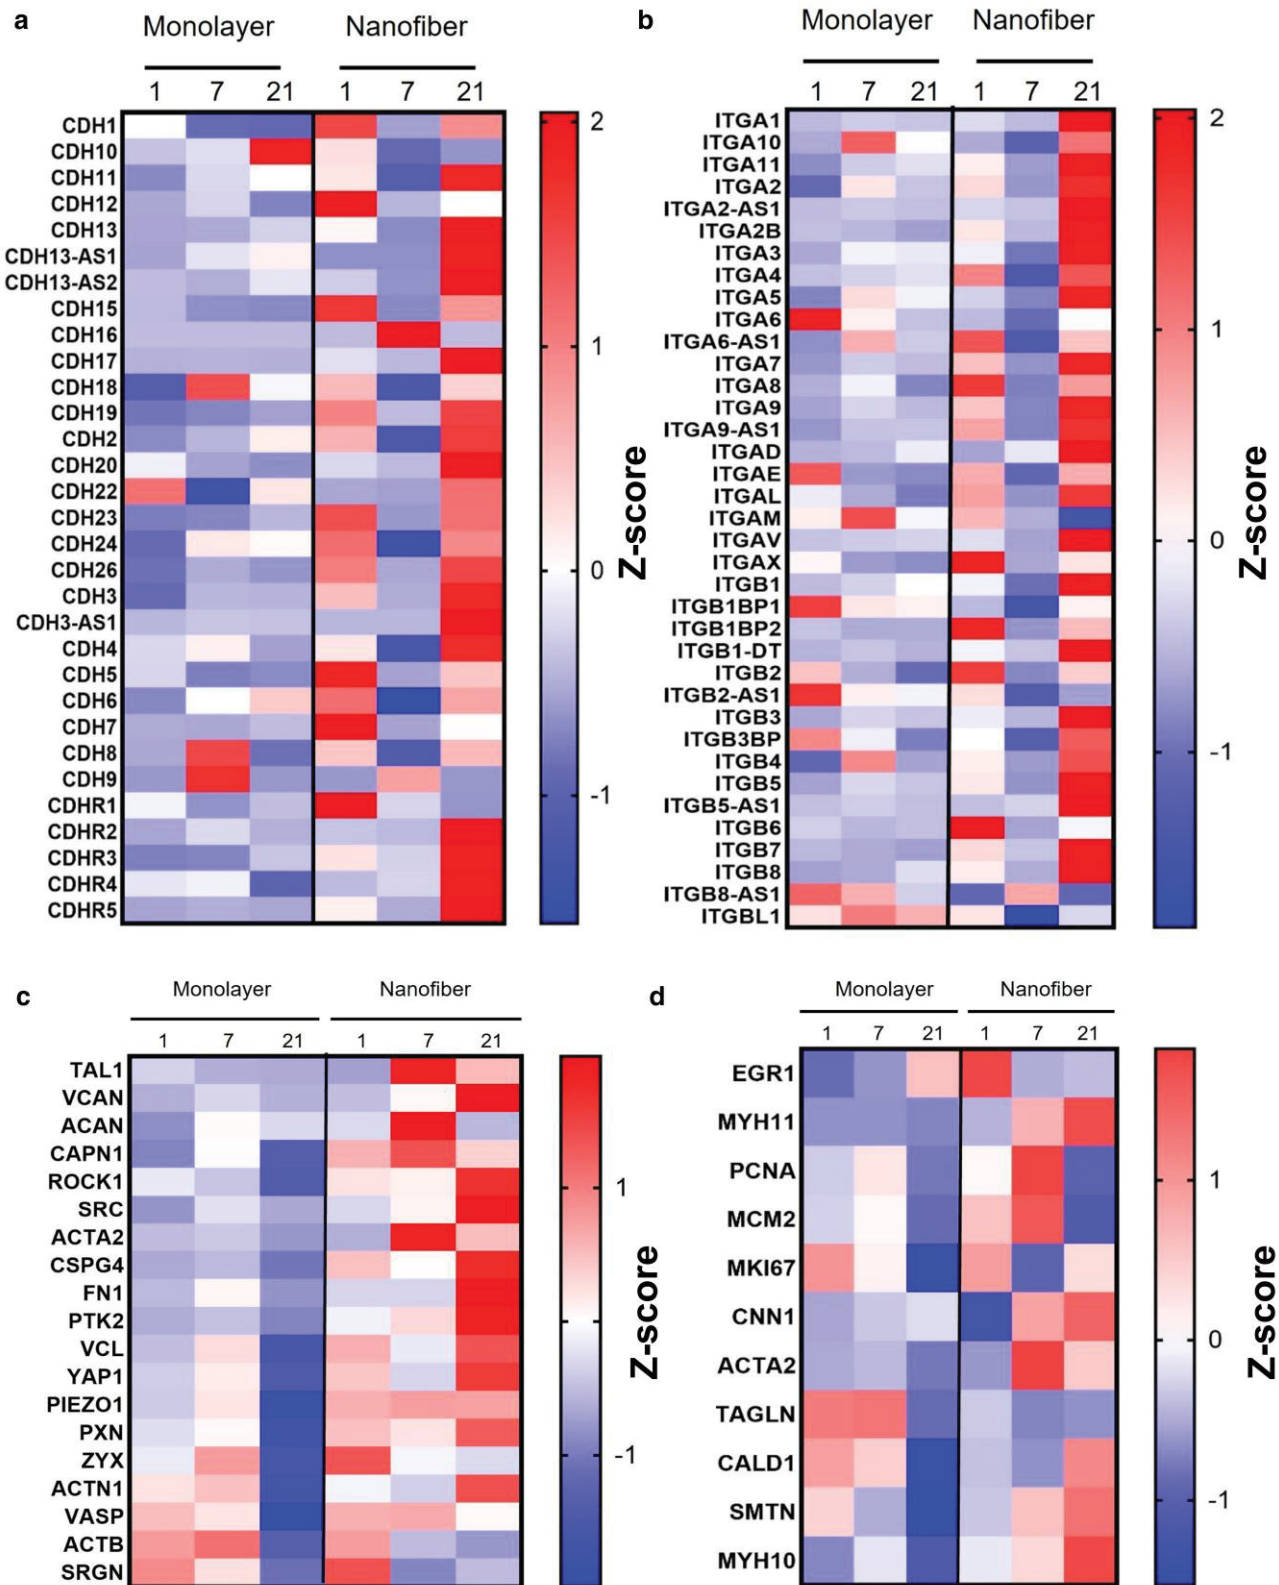 a
Monolayer Nanofiber
1 7 21 1 7 21
CDH1
CDH10
CDH11
CDH12
CDH13
CDH13-AS1
CDH13-AS2
CDH15
CDH16
CDH17
CDH18
CDH19
CDH2
CDH20
CDH22
CDH23
CDH24
CDH26
CDH3
CDH3-AS1
CDH4
CDH5
CDH6
CDH7
CDH8
CDH9
CDHR1
CDHR2
CDHR3
CDHR4
CDHR5
2
1
0
-1
Z-score
b
Monolayer Nanofiber
1 7 21 1 7 21
ITGA1
ITGA10
ITGA11
ITGA2
ITGA2-AS1
ITGA2B
ITGA3
ITGA4
ITGA5
ITGA6
ITGA6-AS1
ITGA7
ITGA8
ITGA9
ITGA9-AS1
ITGAD
ITGAE
ITGAL
ITGAM
ITGAV
ITGAX
ITGB1
ITGB1BP1
ITGB1BP2
ITGB1-DT
ITGB2
ITGB2-AS1
ITGB3
ITGB3BP
ITGB4
ITGB5
ITGB5-AS1
ITGB6
ITGB7
ITGB8
ITGB8-AS1
ITGBL1
2
1
0
-1
Z-score
c
Monolayer Nanofiber
1 7 21 1 7 21
TAL1
VCAN
ACAN
CAPN1
ROCK1
SRC
ACTA2
CSPG4
FN1
PTK2
VCL
YAP1
PIEZO1
PXN
ZYX
ACTN1
VASP
ACTB
SRGN
1
-1
Z-score
d
Monolayer Nanofiber
1 7 21 1 7 21
EGR1
MYH11
PCNA
MCM2
MKI67
CNN1
ACTA2
TAGLN
CALD1
SMTN
MYH10
1
0
-1
Z-score